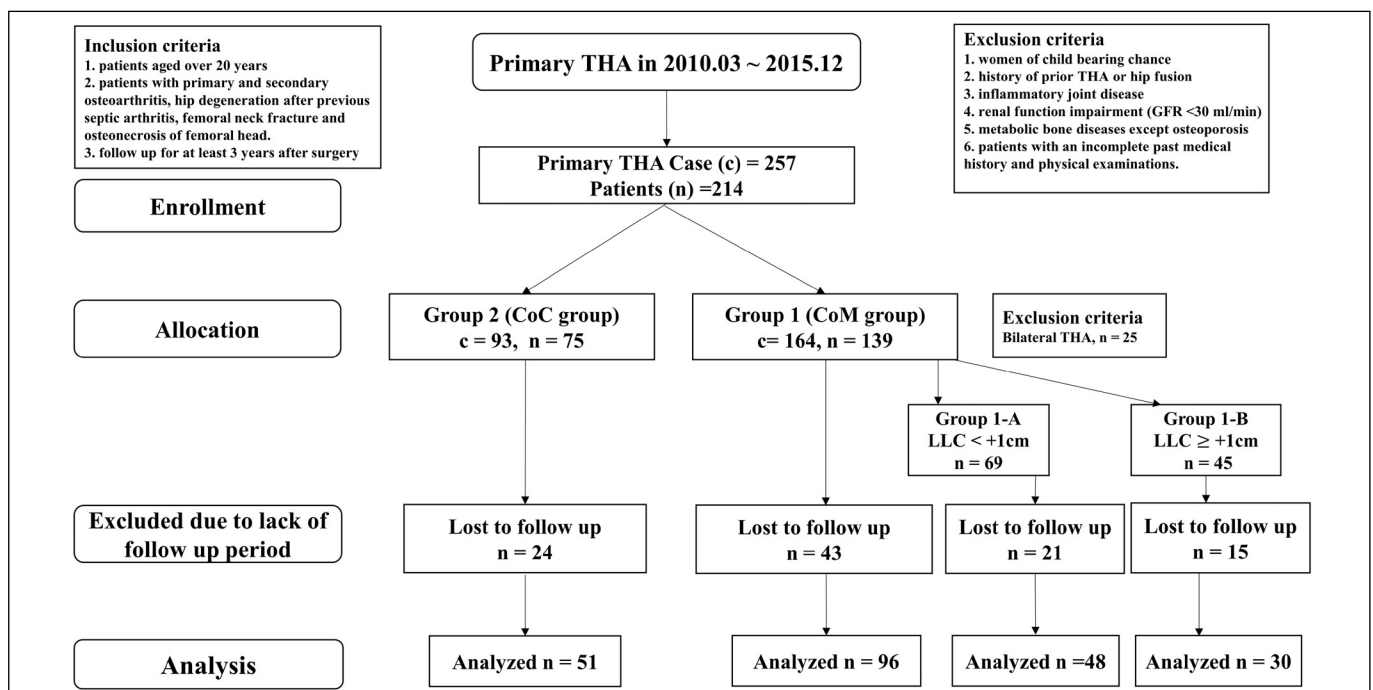 Inclusion criteria
1. patients aged over 20 years
2. patients with primary and secondary
osteoarthritis, hip degeneration after previous
septic arthritis, femoral neck fracture and
osteonecrosis of femoral head.
3. follow up for at least 3 years after surgery
Primary THA in 2010.03 ~ 2015.12
Exclusion criteria
1. women of child bearing chance
2. history of prior THA or hip fusion
3. inflammatory joint disease
4. renal function impairment (GFR <30 ml/min)
5. metabolic bone diseases except osteoporosis
6. patients with an incomplete past medical
history and physical examinations.
Enrollment
Primary THA Case (c) = 257
Patients (n) =214
Allocation
Group 2 (CoC group)
c = 93, n = 75
Group 1 (CoM group)
c= 164, n = 139
Exclusion criteria
Bilateral THA, n = 25
Group 1-A
LLC < +1cm
n = 69
Group 1-B
LLC ≥ +1cm
n = 45
Excluded due to lack of
follow up period
Lost to follow up
n = 24
Lost to follow up
n = 43
Lost to follow up
n = 21
Lost to follow up
n = 15
Analysis
Analyzed n = 51
Analyzed n = 96
Analyzed n =48
Analyzed n = 30